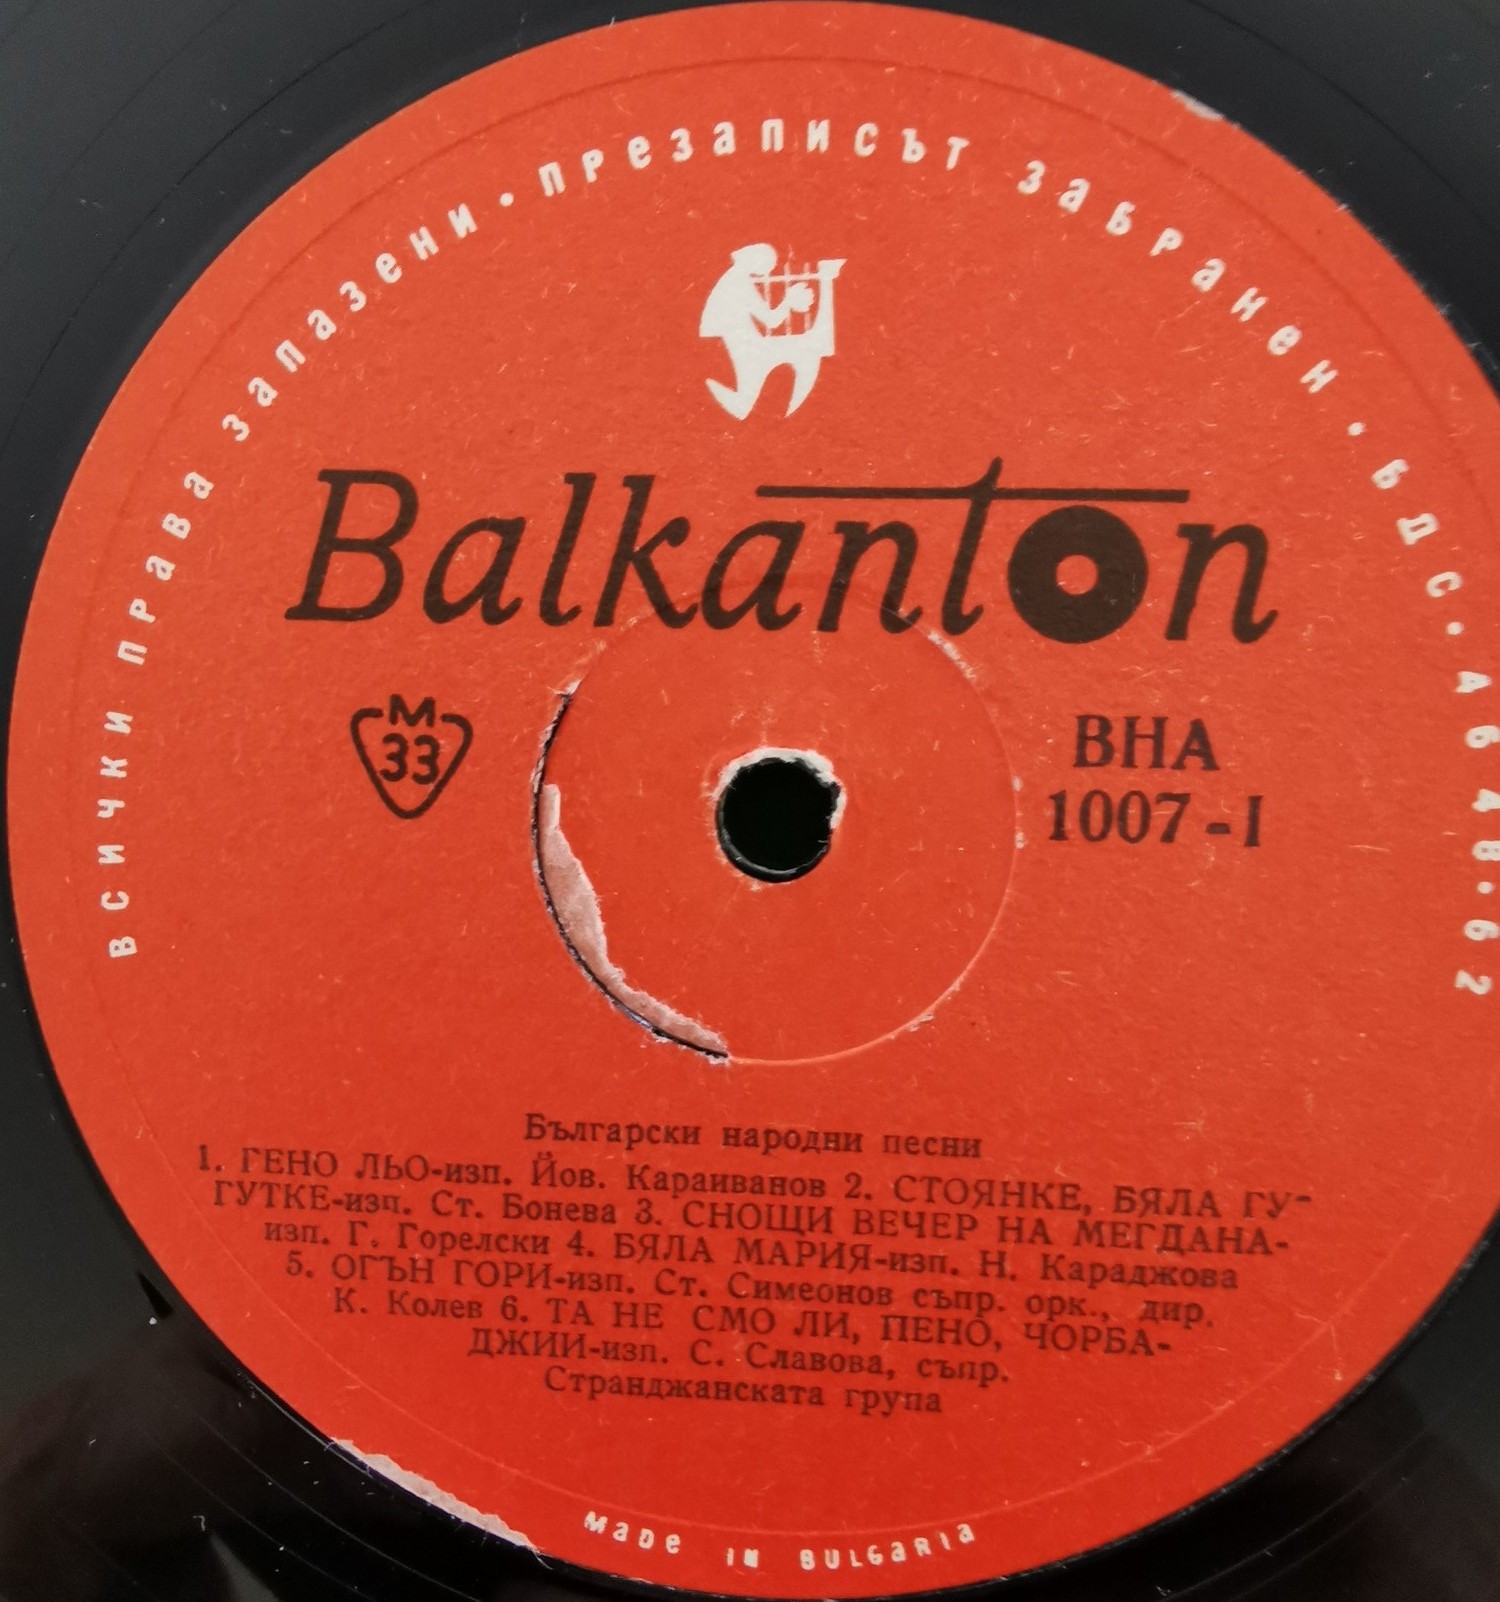 ВСИЧКИ ПРАВА ЗАПАЗЕНИ · ПРЕЗАПИСЪТ ЗАБРАНЕН · БДС · 4648 · 62
Balkanton
М
33
ВНА
1007 - I
Български народни песни
1. ГЕНО ЛЬО-изп. Йов. Караиванов 2. СТОЯНКЕ, БЯЛА ГУ-
ГУТКЕ-изп. Ст. Бонева 3. СНОЩИ ВЕЧЕР НА МЕГДАНА-
изп. Г. Горелски 4. БЯЛА МАРИЯ-изп. Н. Караджова
5. ОГЪН ГОРИ-изп. Ст. Симеонов съпр. орк., дир.
К. Колев 6. ТА НЕ СМО ЛИ, ПЕНО, ЧОРБА-
ДЖИИ-изп. С. Славова, съпр.
Странджанската група
MADE IN BULGARIA